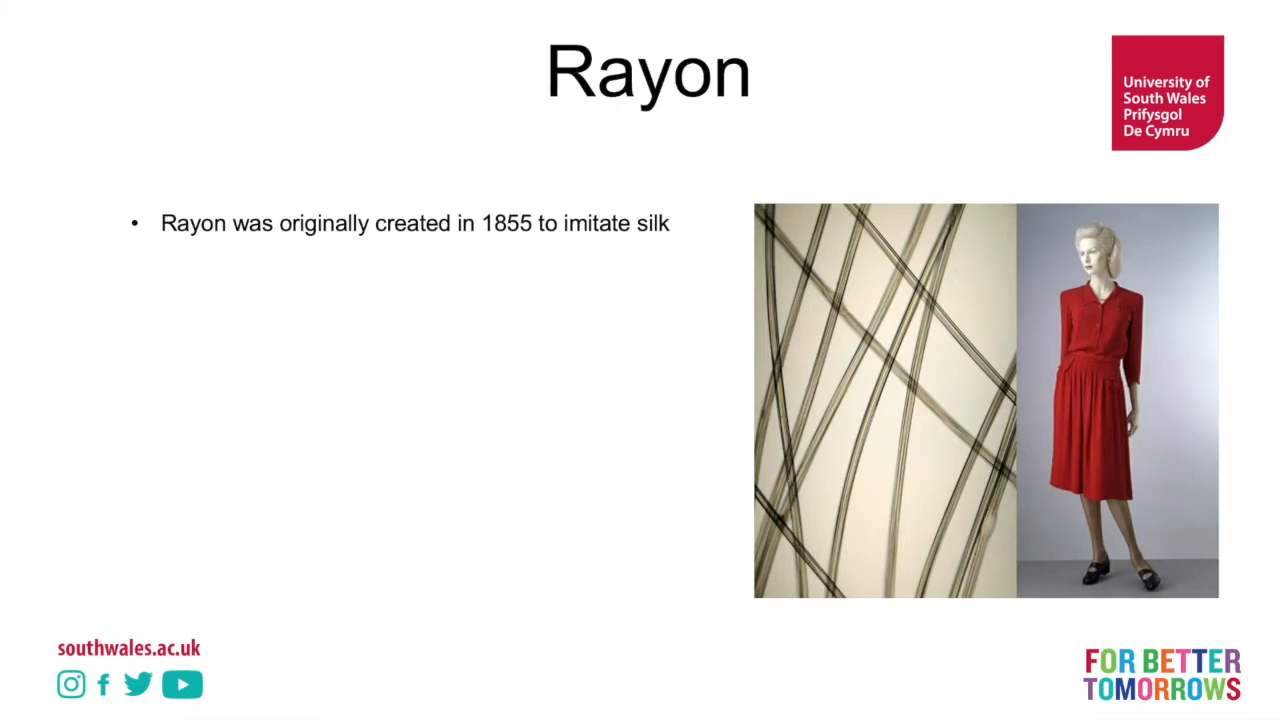 Rayon
University of
South Wales
Prifysgol
De Cymru
• Rayon was originally created in 1855 to imitate silk
southwales.ac.uk
FOR BETTER
TOMORROWS